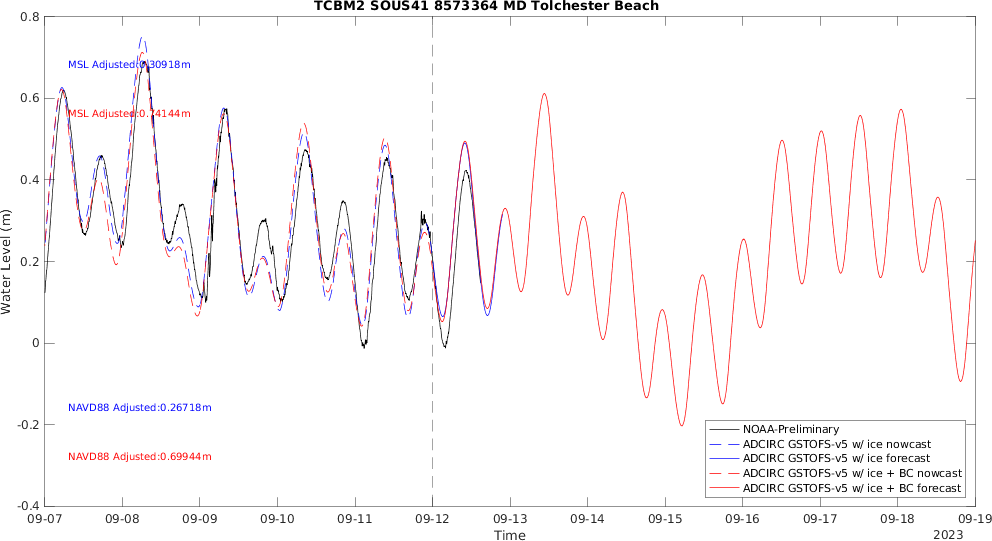 TCBM2 SOUS41 8573364 MD Tolchester Beach
Water Level (m)
0.8
0.6
0.4
0.2
0
-0.2
-0.4
MSL Adjusted:0.30918m
MSL Adjusted:0.74144m
NAVD88 Adjusted:0.26718m
NAVD88 Adjusted:0.69944m
NOAA-Preliminary
ADCIRC GSTOFS-v5 w/ ice nowcast
ADCIRC GSTOFS-v5 w/ ice forecast
ADCIRC GSTOFS-v5 w/ ice + BC nowcast
ADCIRC GSTOFS-v5 w/ ice + BC forecast
09-07 09-08 09-09 09-10 09-11 09-12 09-13 09-14 09-15 09-16 09-17 09-18 09-19
Time
2023